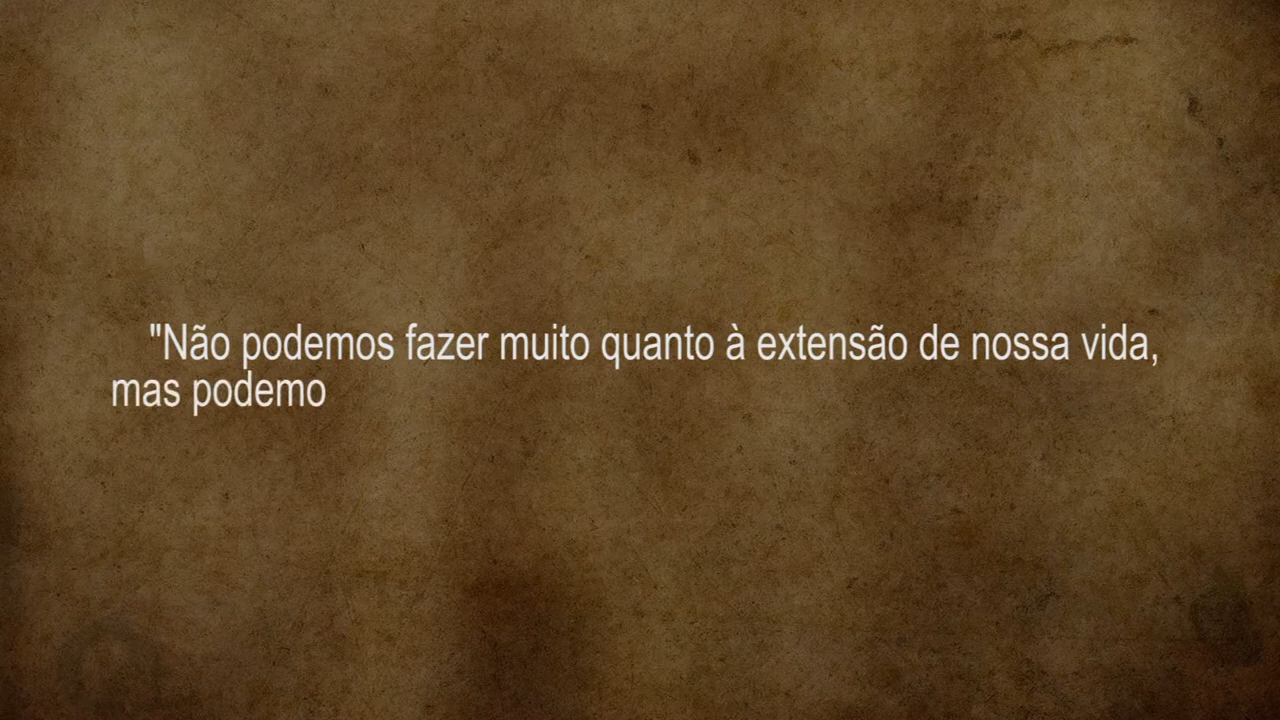 "Não podemos fazer muito quanto à extensão de nossa vida,
mas podemo